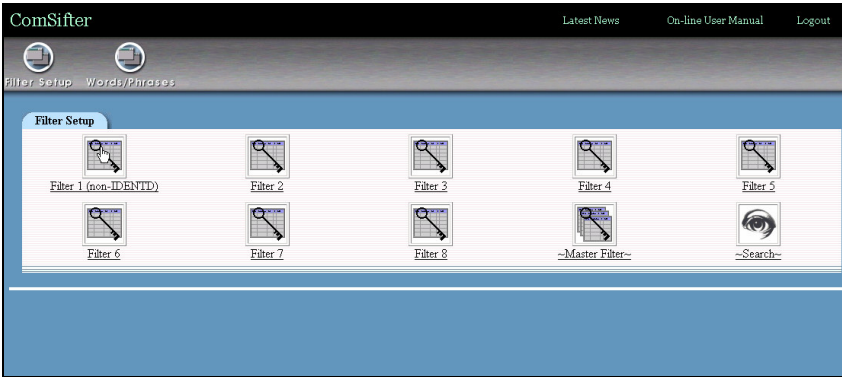 ComSifter
Latest News On-line User Manual Logout
Filter Setup Words/Phrases
Filter Setup
Filter 1 (non-IDENTD) Filter 2 Filter 3 Filter 4 Filter 5
Filter 6 Filter 7 Filter 8 ~Master Filter~ ~Search~